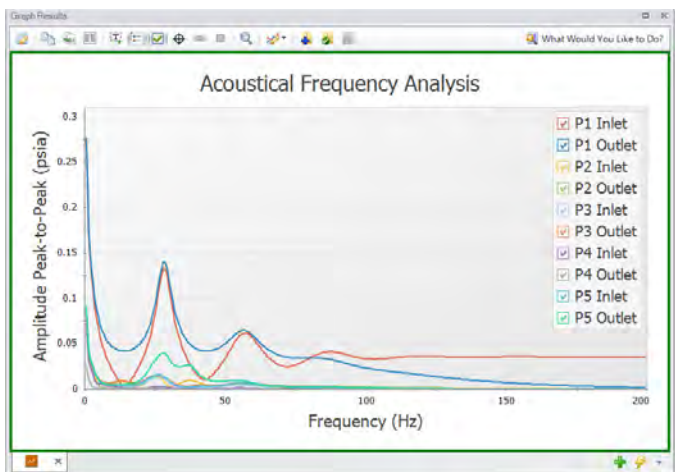 Graph Results
What Would You Like to Do?
Acoustical Frequency Analysis
Amplitude Peak-to-Peak (psia)
0.3
0.25
0.2
0.15
0.1
0.05
0
P1 Inlet
P1 Outlet
P2 Inlet
P2 Outlet
P3 Inlet
P3 Outlet
P4 Inlet
P4 Outlet
P5 Inlet
P5 Outlet
0
50
100
150
200
Frequency (Hz)